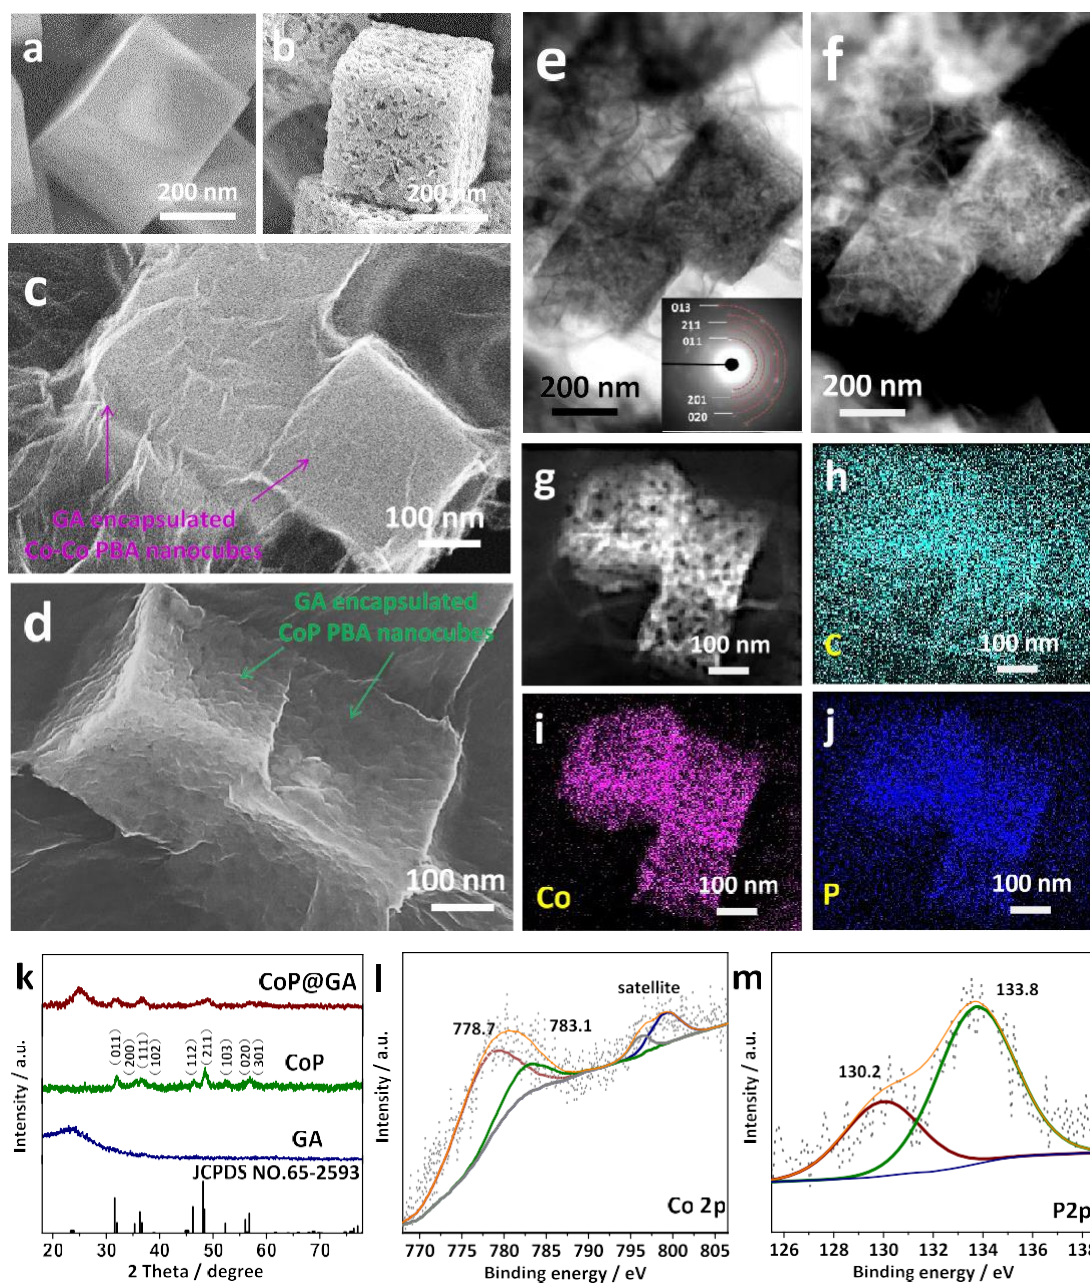 a
200 nm
b
200 nm
c
GA encapsulated
Co-Co PBA nanocubes
100 nm
d
GA encapsulated
CoP PBA nanocubes
100 nm
e
013
211
011
201
020
200 nm
f
200 nm
g
100 nm
h
C
100 nm
i
Co
100 nm
j
P
100 nm
k
CoP@GA
(011)
(200)
(111)
(102)
(112)
(211)
(103)
(020)
(301)
CoP
GA
JCPDS NO.65-2593
Intensity / a.u.
20 30 40 50 60 70
2 Theta / degree
l
satellite
778.7
783.1
Co 2p
Intensity / a.u.
770 775 780 785 790 795 800 805
Binding energy / eV
m
133.8
130.2
P2p
Intensity / a.u.
126 128 130 132 134 136 138
Binding energy / eV